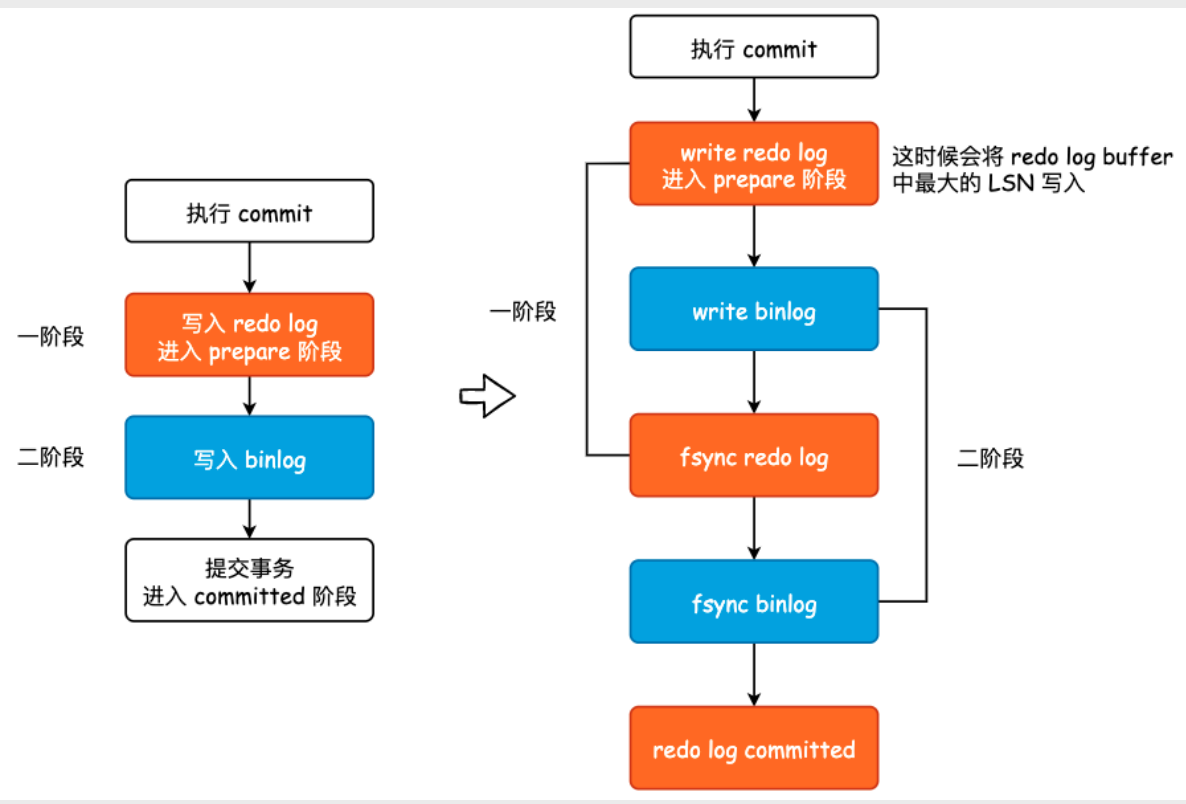 执行 commit
一阶段
写入 redo log
进入 prepare 阶段
二阶段
写入 binlog
提交事务
进入 committed 阶段
执行 commit
write redo log
进入 prepare 阶段
这时候会将 redo log buffer
中最大的 LSN 写入
一阶段
write binlog
fsync redo log
二阶段
fsync binlog
redo log committed